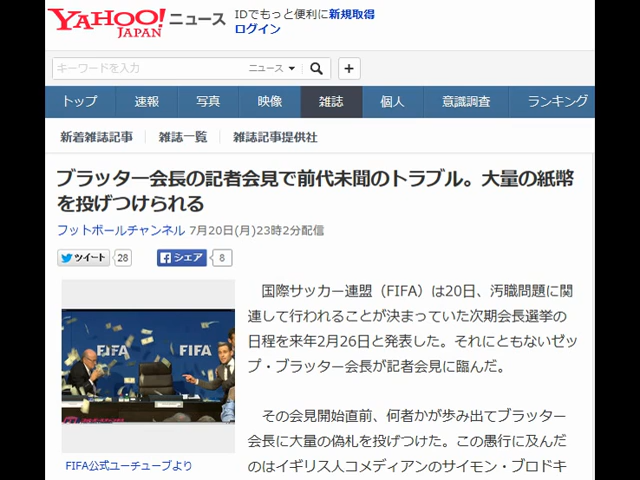 YAHOO! ニュース
JAPAN
IDでもっと便利に新規取得
ログイン
キーワードを入力 ニュース
トップ 速報 写真 映像 雑誌 個人 意識調査 ランキング
新着雑誌記事 雑誌一覧 雑誌記事提供社
ブラッター会長の記者会見で前代未聞のトラブル。大量の紙幣
を投げつけられる
フットボールチャンネル 7月20日(月)23時2分配信
ツイート 28 シェア 8
国際サッカー連盟（FIFA）は20日、汚職問題に関
連して行われることが決まっていた次期会長選挙の
日程を来年2月26日と発表した。それにともないゼッ
プ・ブラッター会長が記者会見に臨んだ。
FIFA FIFA
その会見開始直前、何者かが歩み出てブラッター
会長に大量の偽札を投げつけた。この愚行に及んだ
のはイギリス人コメディアンのサイモン・ブロドキ
FIFA公式ユーチューブより